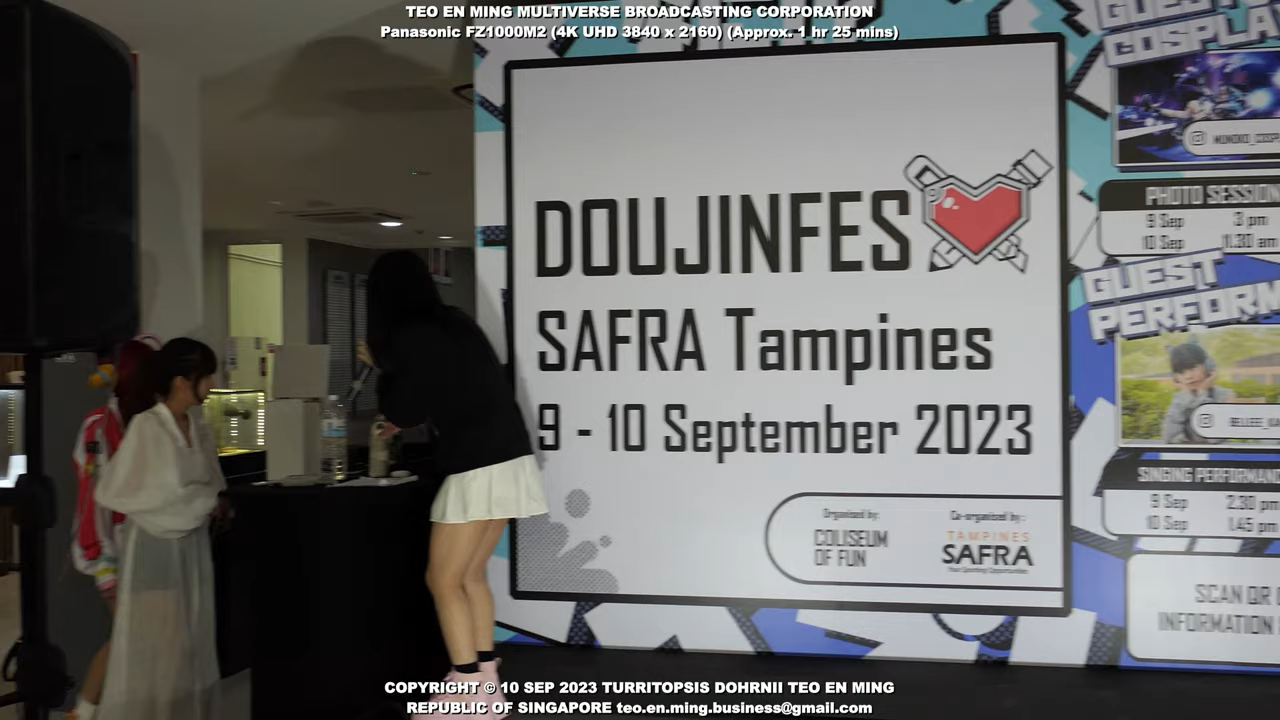 TEO EN MING MULTIVERSE BROADCASTING CORPORATION
Panasonic FZ1000M2 (4K UHD 3840 x 2160) (Approx. 1 hr 25 mins)
DOUJINFES
SAFRA Tampines
9 - 10 September 2023
Organised by:
COLISEUM
OF FUN
Co-organised by:
TAMPINES
SAFRA
PHOTO SESSION
9 Sep 3 pm
10 Sep 11.30 am
GUEST
PERFORM
SINGING PERFORMAN
9 Sep 2.30 pm
10 Sep 1.45 pm
SCAN QR
INFORMATION
COPYRIGHT © 10 SEP 2023 TURRITOPSIS DOHRNII TEO EN MING
REPUBLIC OF SINGAPORE teo.en.ming.business@gmail.com